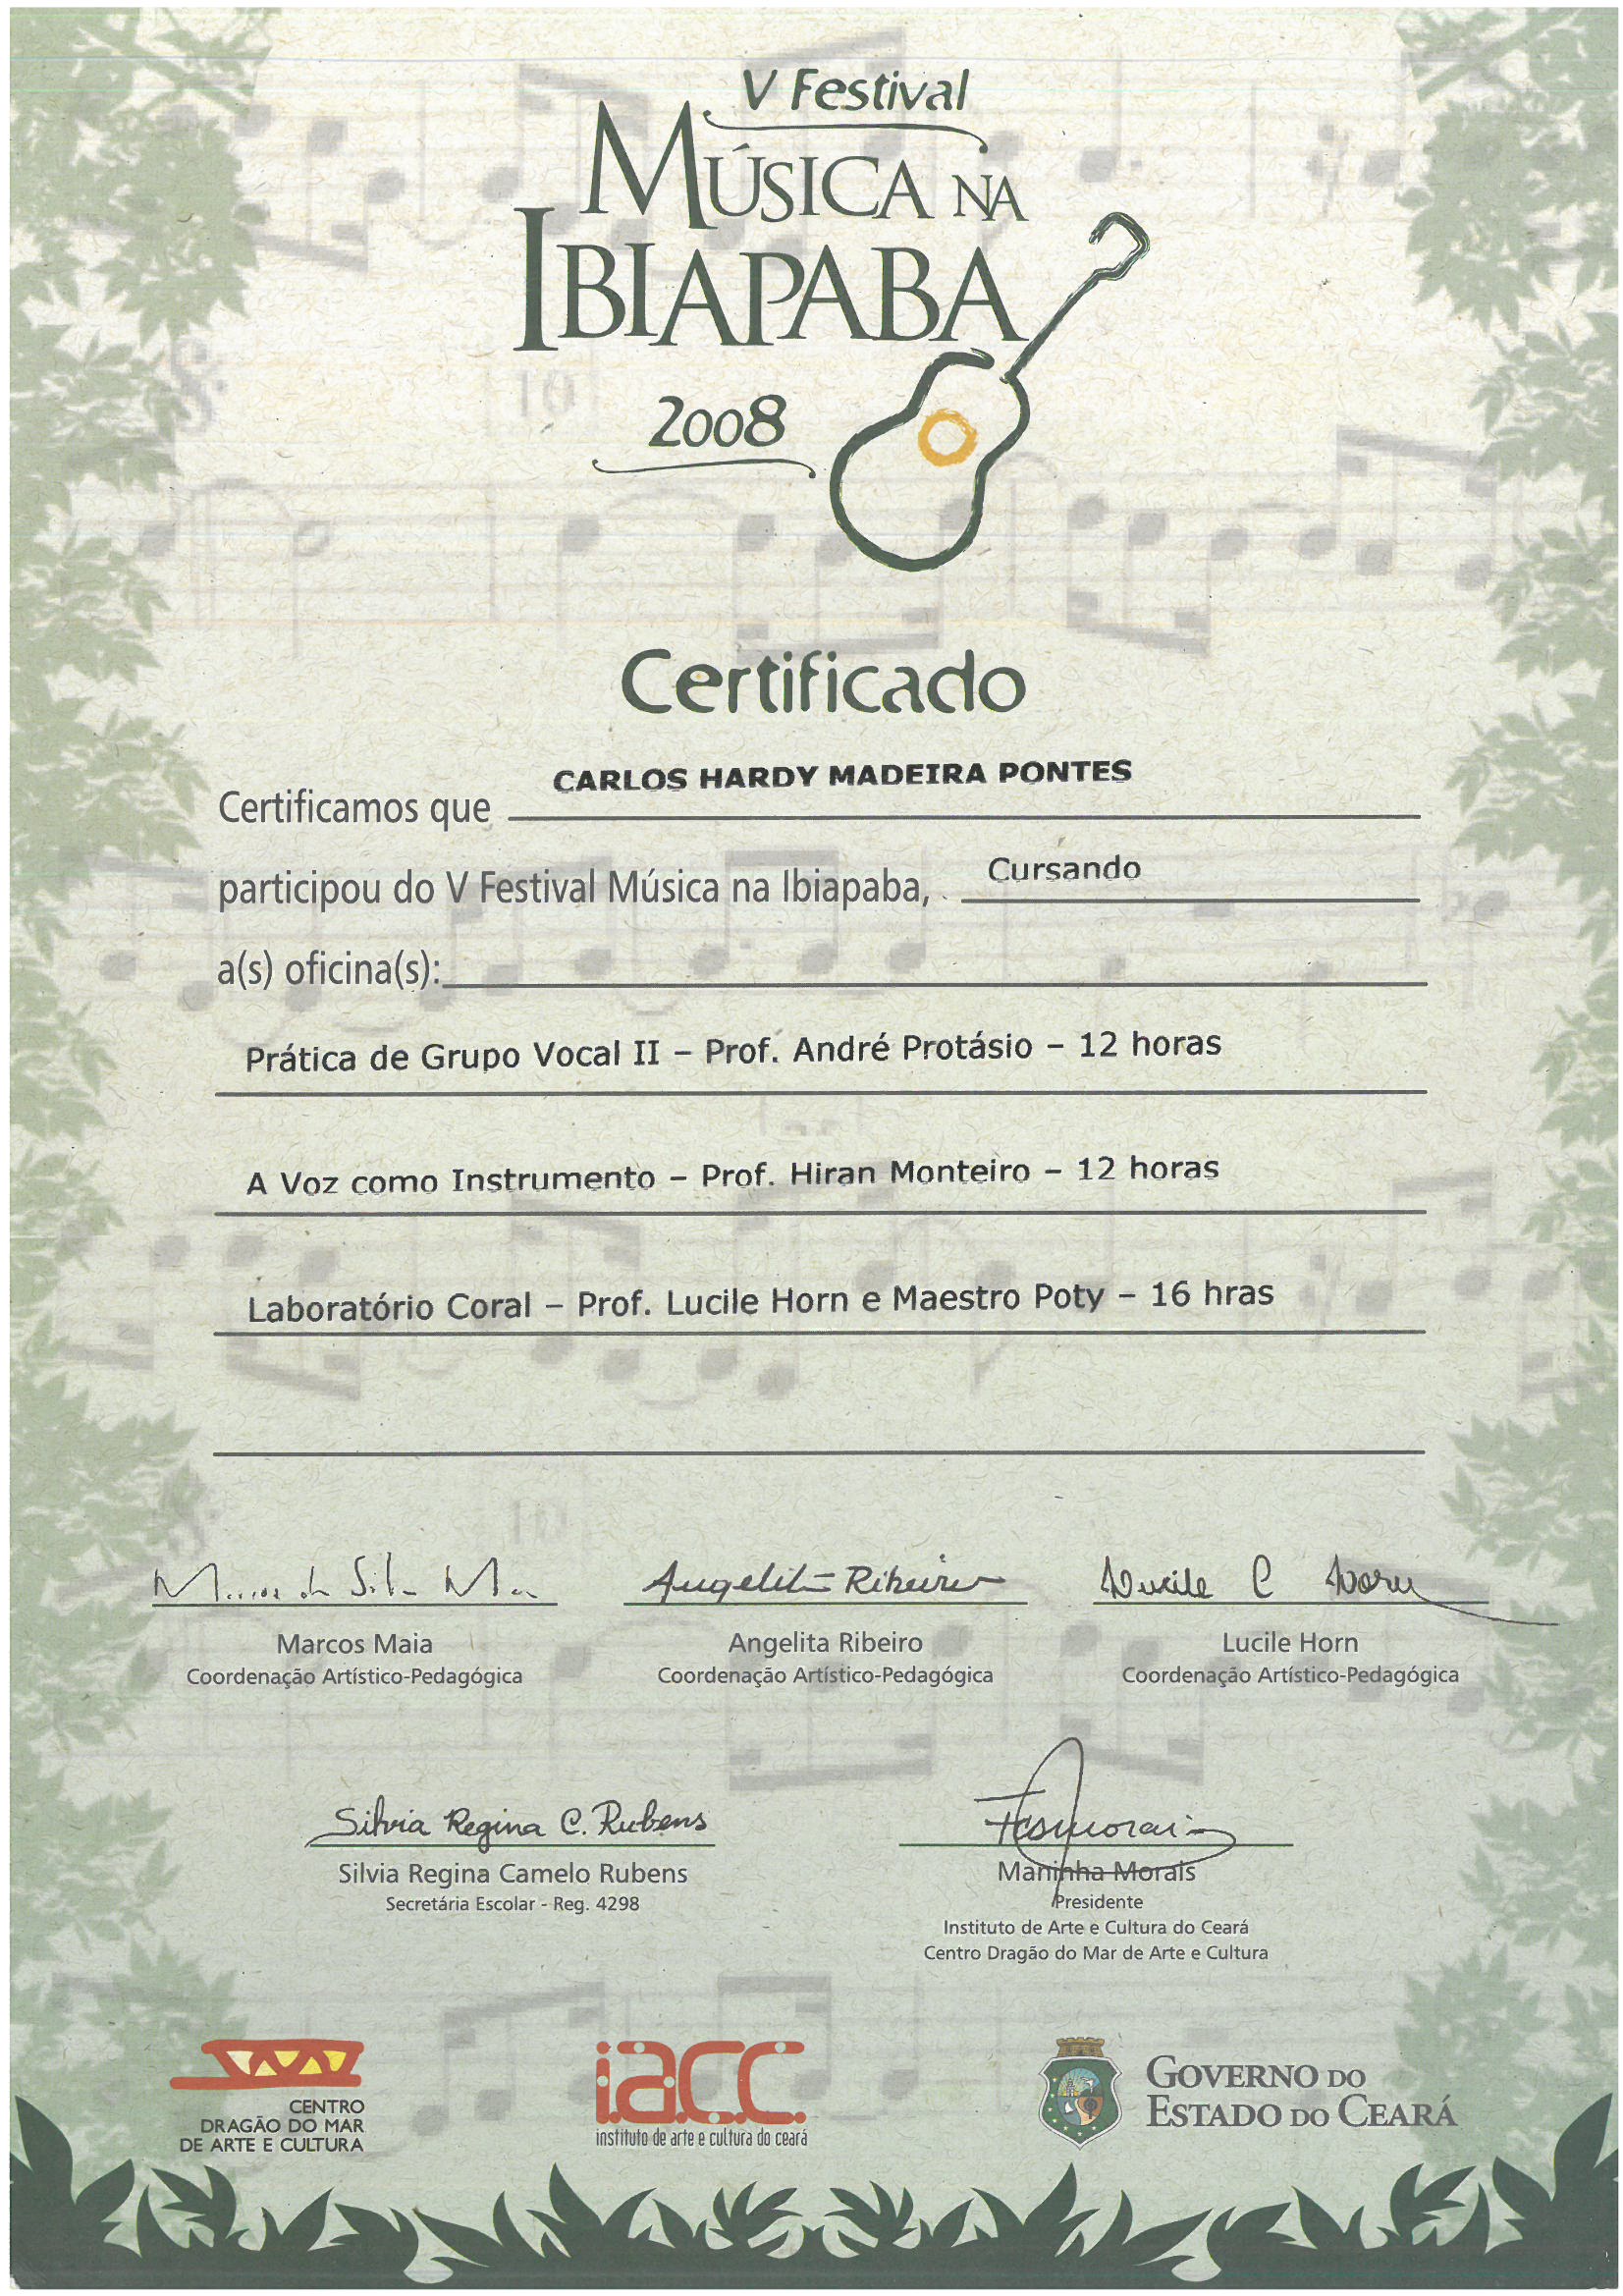 V Festival
MÚSICA NA
IBIAPABA
2008
Certificado
CARLOS HARDY MADEIRA PONTES
Certificamos que
participou do V Festival Música na Ibiapaba, Cursando
a(s) oficina(s):
Prática de Grupo Vocal II – Prof. André Protásio – 12 horas
A Voz como Instrumento – Prof. Hiran Monteiro – 12 horas
Laboratório Coral – Prof. Lucile Horn e Maestro Poty – 16 hras
Angelita Ribeiro
Lucile C Horn
Marcos Maia
Coordenação Artístico-Pedagógica
Angelita Ribeiro
Coordenação Artístico-Pedagógica
Lucile Horn
Coordenação Artístico-Pedagógica
Silvia Regina C. Rubens
Silvia Regina Camelo Rubens
Secretária Escolar - Reg. 4298
Maninha Morais
Presidente
Instituto de Arte e Cultura do Ceará
Centro Dragão do Mar de Arte e Cultura
CENTRO
DRAGÃO DO MAR
DE ARTE E CULTURA
i.a.c.c.
instituto de arte e cultura do ceará
GOVERNO DO
ESTADO DO CEARÁ